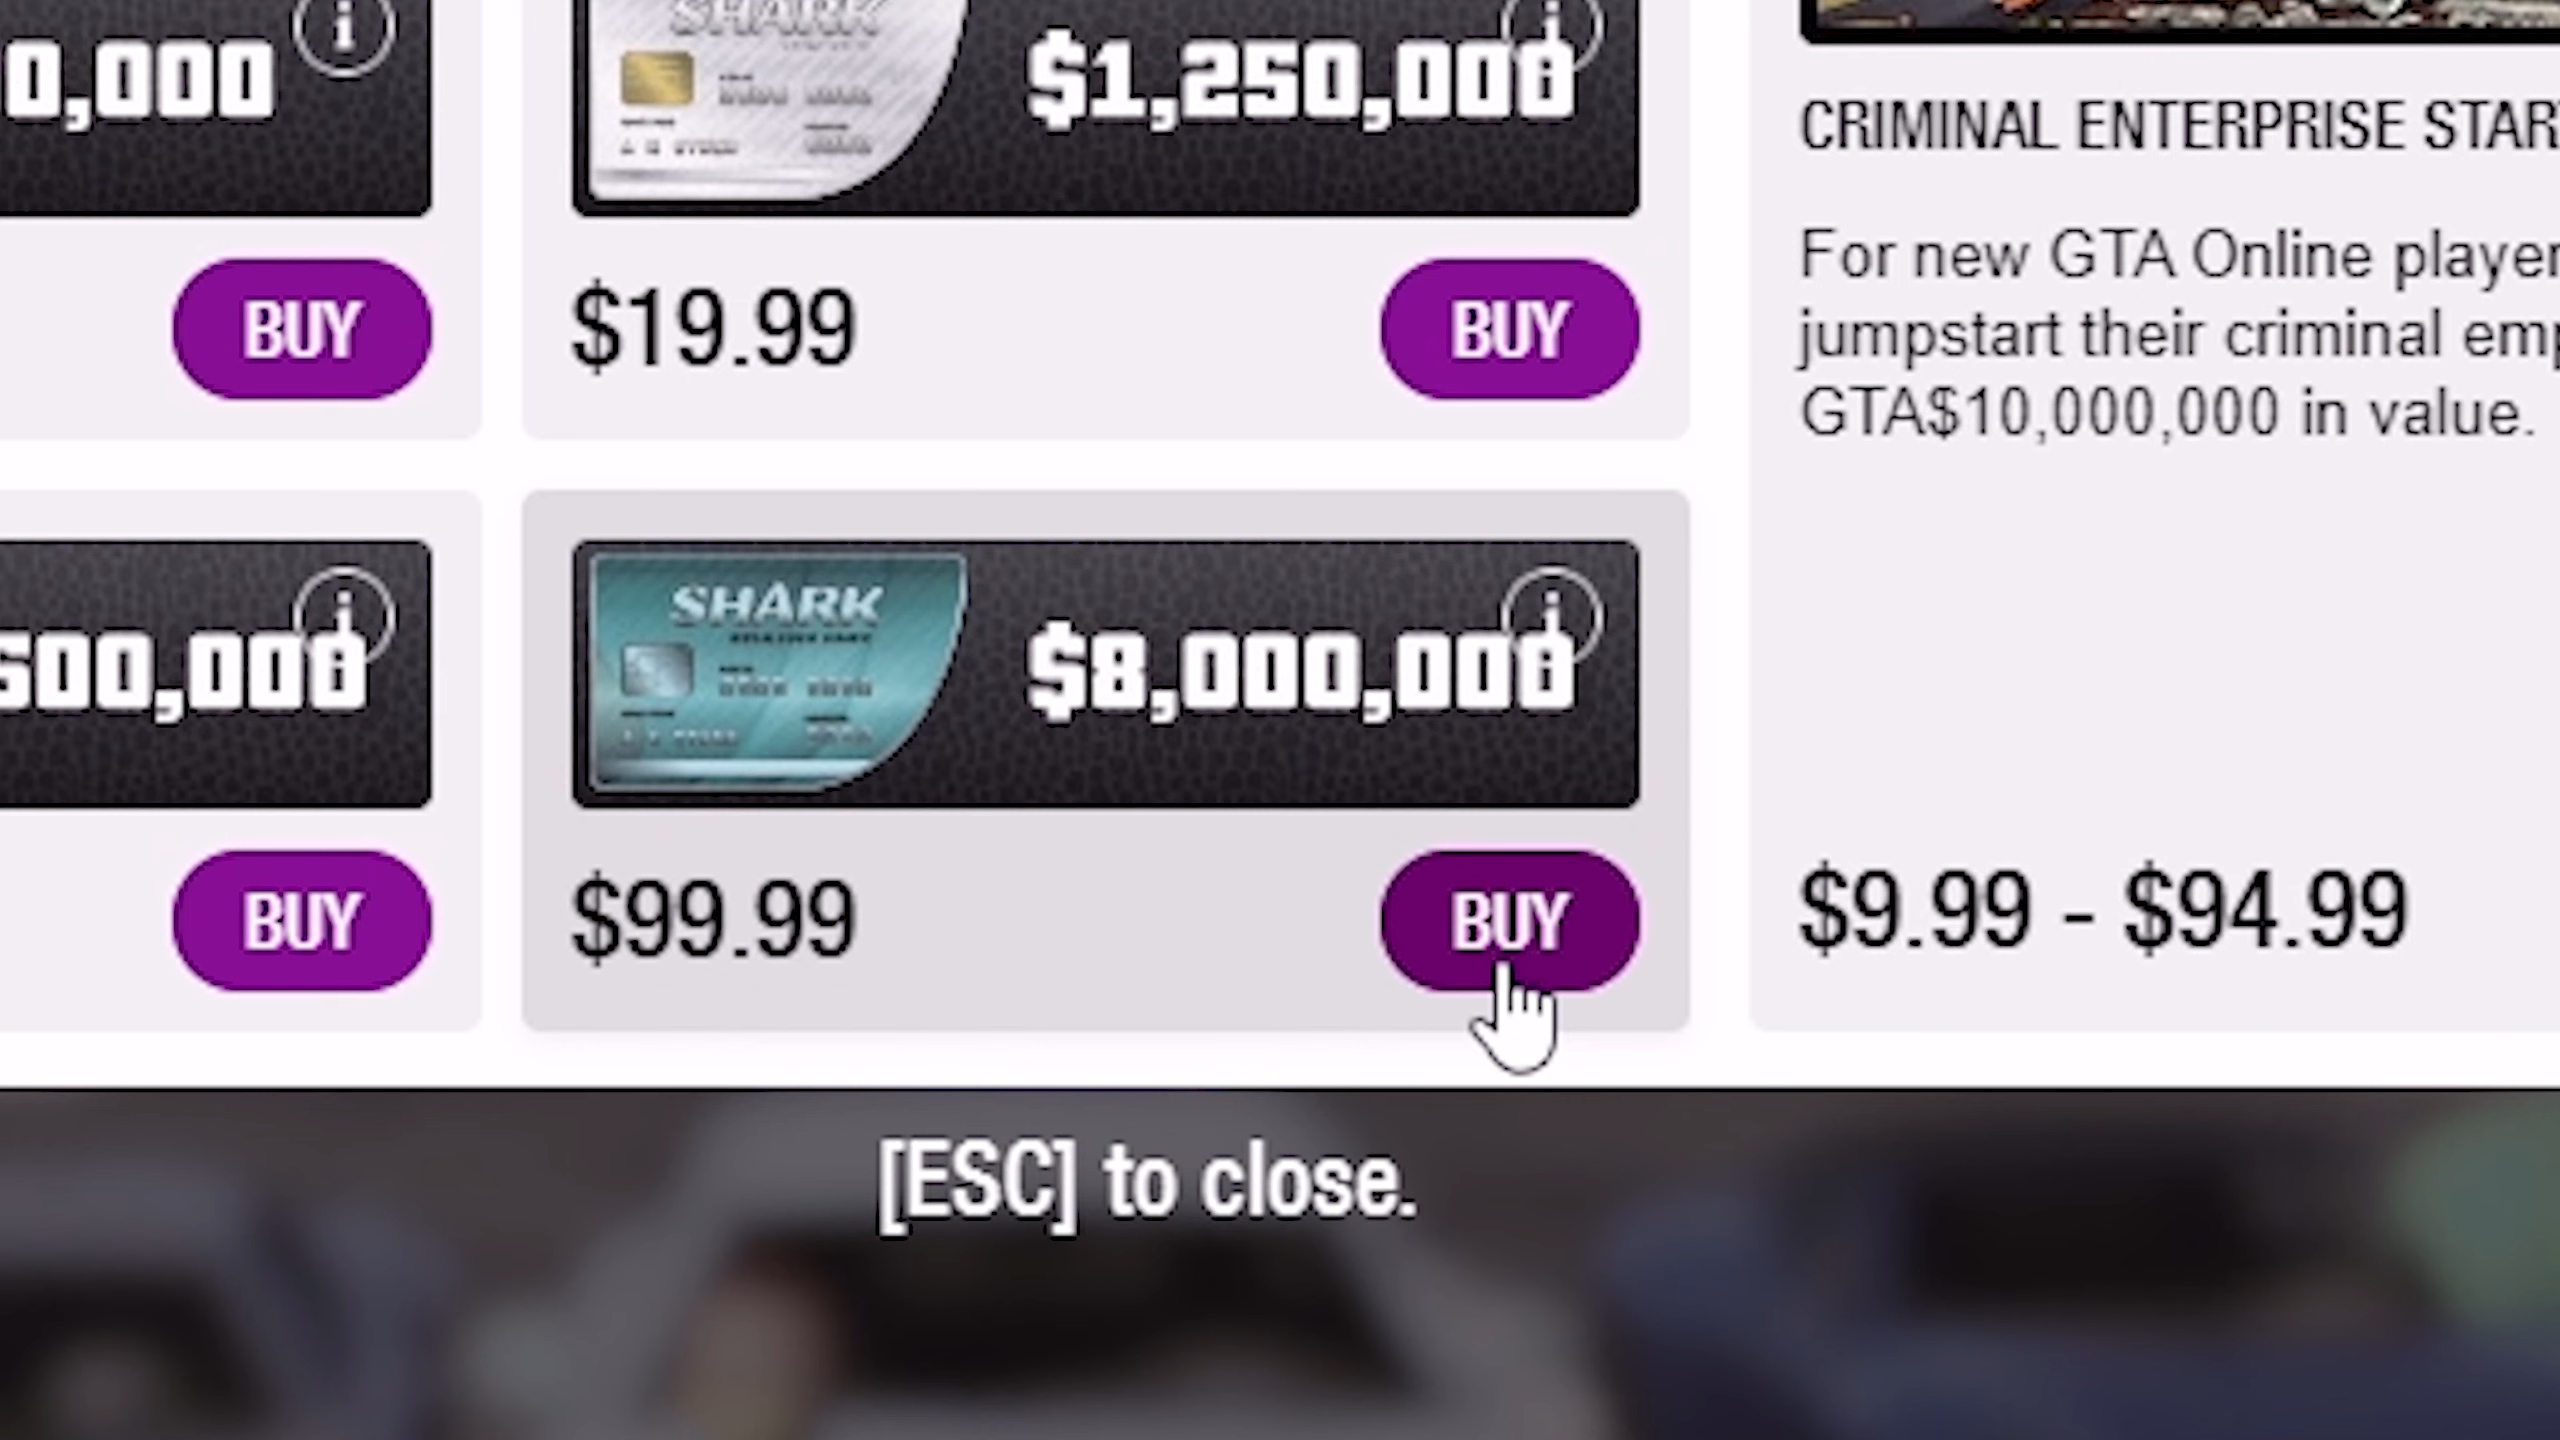 0,000
i
BUY
SHARK
$1,250,000
i
$19.99
BUY
CRIMINAL ENTERPRISE STAR
For new GTA Online player
jumpstart their criminal emp
GTA$10,000,000 in value.
$9.99 - $94.99
500,000
i
BUY
SHARK
$8,000,000
i
$99.99
BUY
[ESC] to close.